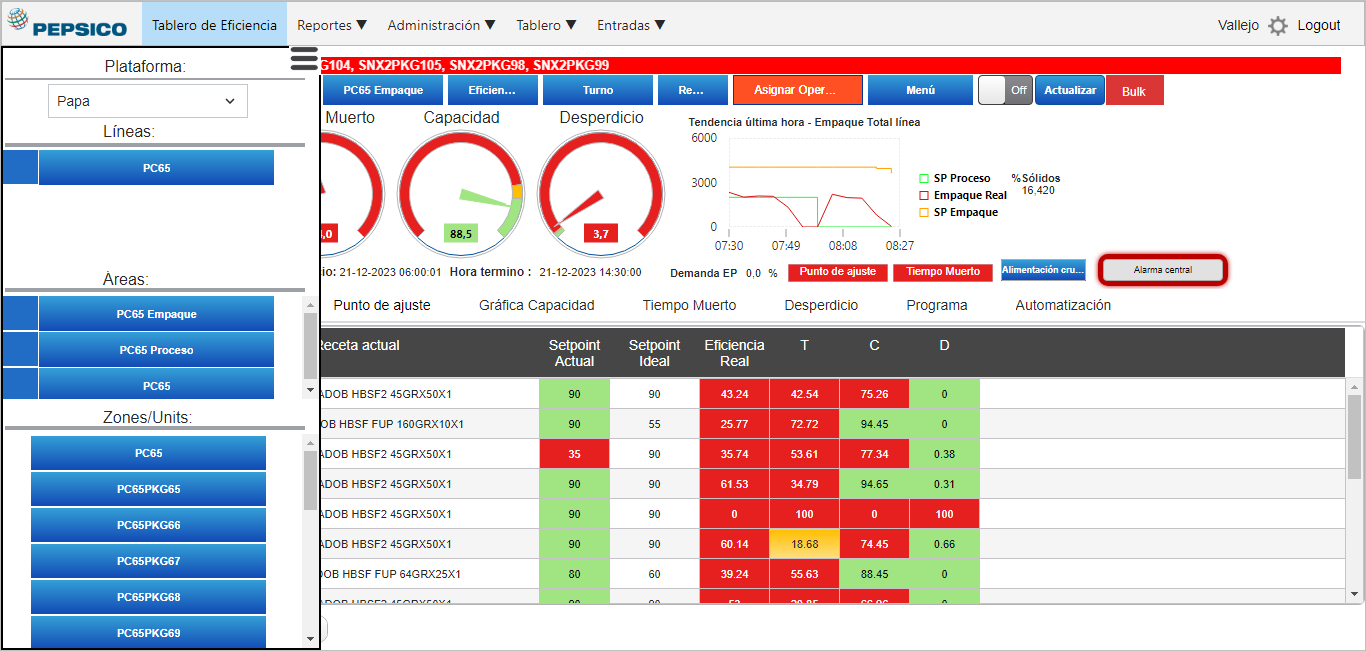 PEPSICO
Tablero de Eficiencia
Reportes ▼
Administración ▼
Tablero ▼
Entradas ▼
Vallejo
Logout
G104, SNX2PKG105, SNX2PKG98, SNX2PKG99
Plataforma:
Papa
Líneas:
PC65
Áreas:
PC65 Empaque
PC65 Proceso
PC65
Zones/Units:
PC65
PC65PKG65
PC65PKG66
PC65PKG67
PC65PKG68
PC65PKG69
PC65 Empaque
Eficien...
Turno
Re...
Asignar Oper...
Menú
Off
Actualizar
Bulk
Muerto
Capacidad
Desperdicio
,0
88,5
3,7
Tendencia última hora - Empaque Total línea
6000
3000
0
07:30 07:49 08:08 08:27
SP Proceso
Empaque Real
SP Empaque
%Sólidos
16,420
cio: 21-12-2023 06:00:01 Hora termino : 21-12-2023 14:30:00
Demanda EP 0,0 %
Punto de ajuste
Tiempo Muerto
Alimentación cru...
Alarma central
Punto de ajuste
Gráfica Capacidad
Tiempo Muerto
Desperdicio
Programa
Automatización
Receta actual
Setpoint Actual
Setpoint Ideal
Eficiencia Real
T
C
D
ADOB HBSF2 45GRX50X1 90 90 43.24 42.54 75.26 0
OB HBSF FUP 160GRX10X1 90 55 25.77 72.72 94.45 0
ADOB HBSF2 45GRX50X1 35 90 35.74 53.61 77.34 0.38
ADOB HBSF2 45GRX50X1 90 90 61.53 34.79 94.65 0.31
ADOB HBSF2 45GRX50X1 90 90 0 100 0 100
ADOB HBSF2 45GRX50X1 90 90 60.14 18.68 74.45 0.66
OB HBSF FUP 64GRX25X1 80 60 39.24 55.63 88.45 0
ADOB HBSF2 45GRX50X1 90 90